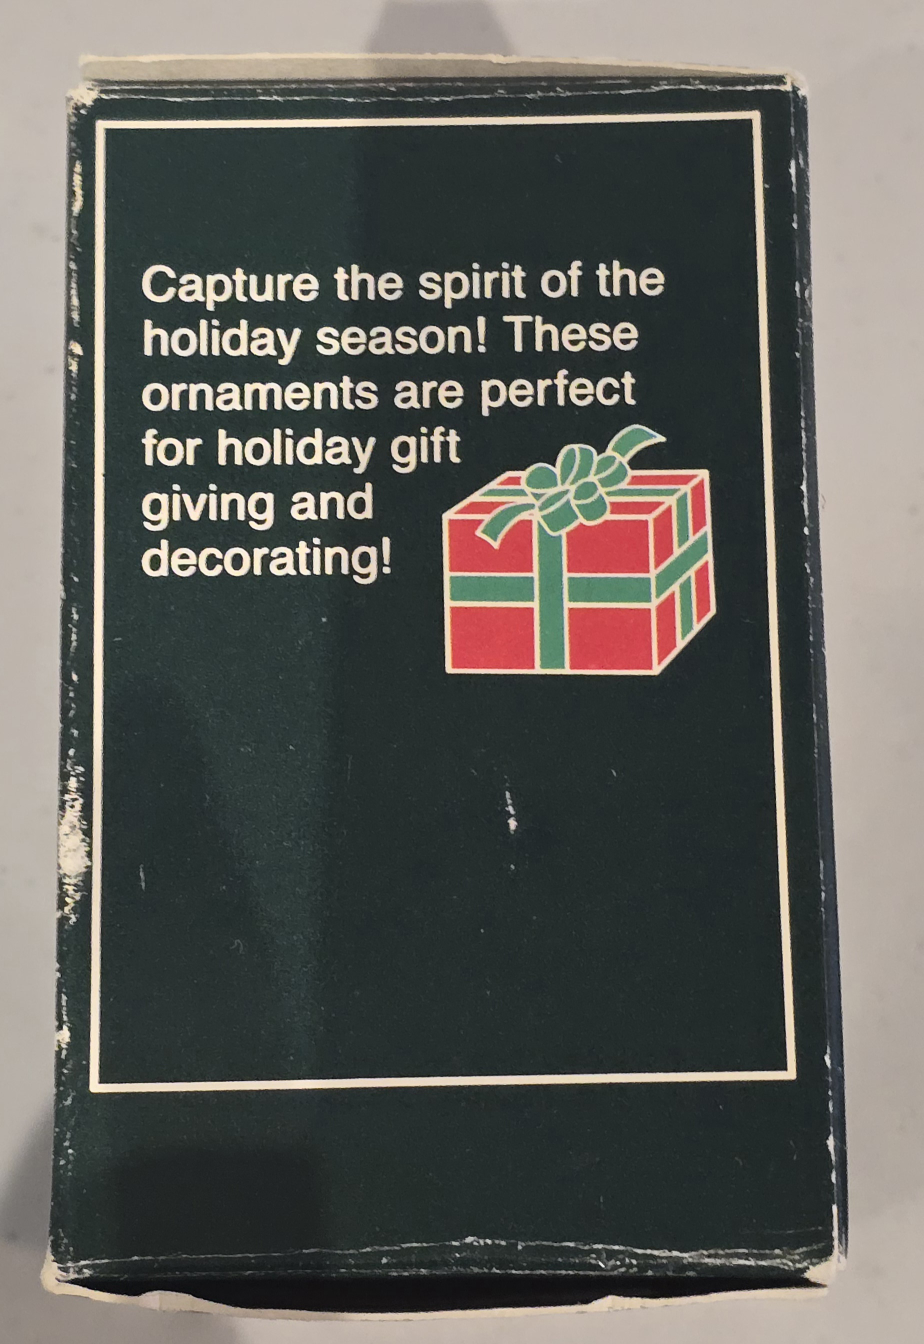 Capture the spirit of the
holiday season! These
ornaments are perfect
for holiday gift
giving and
decorating!